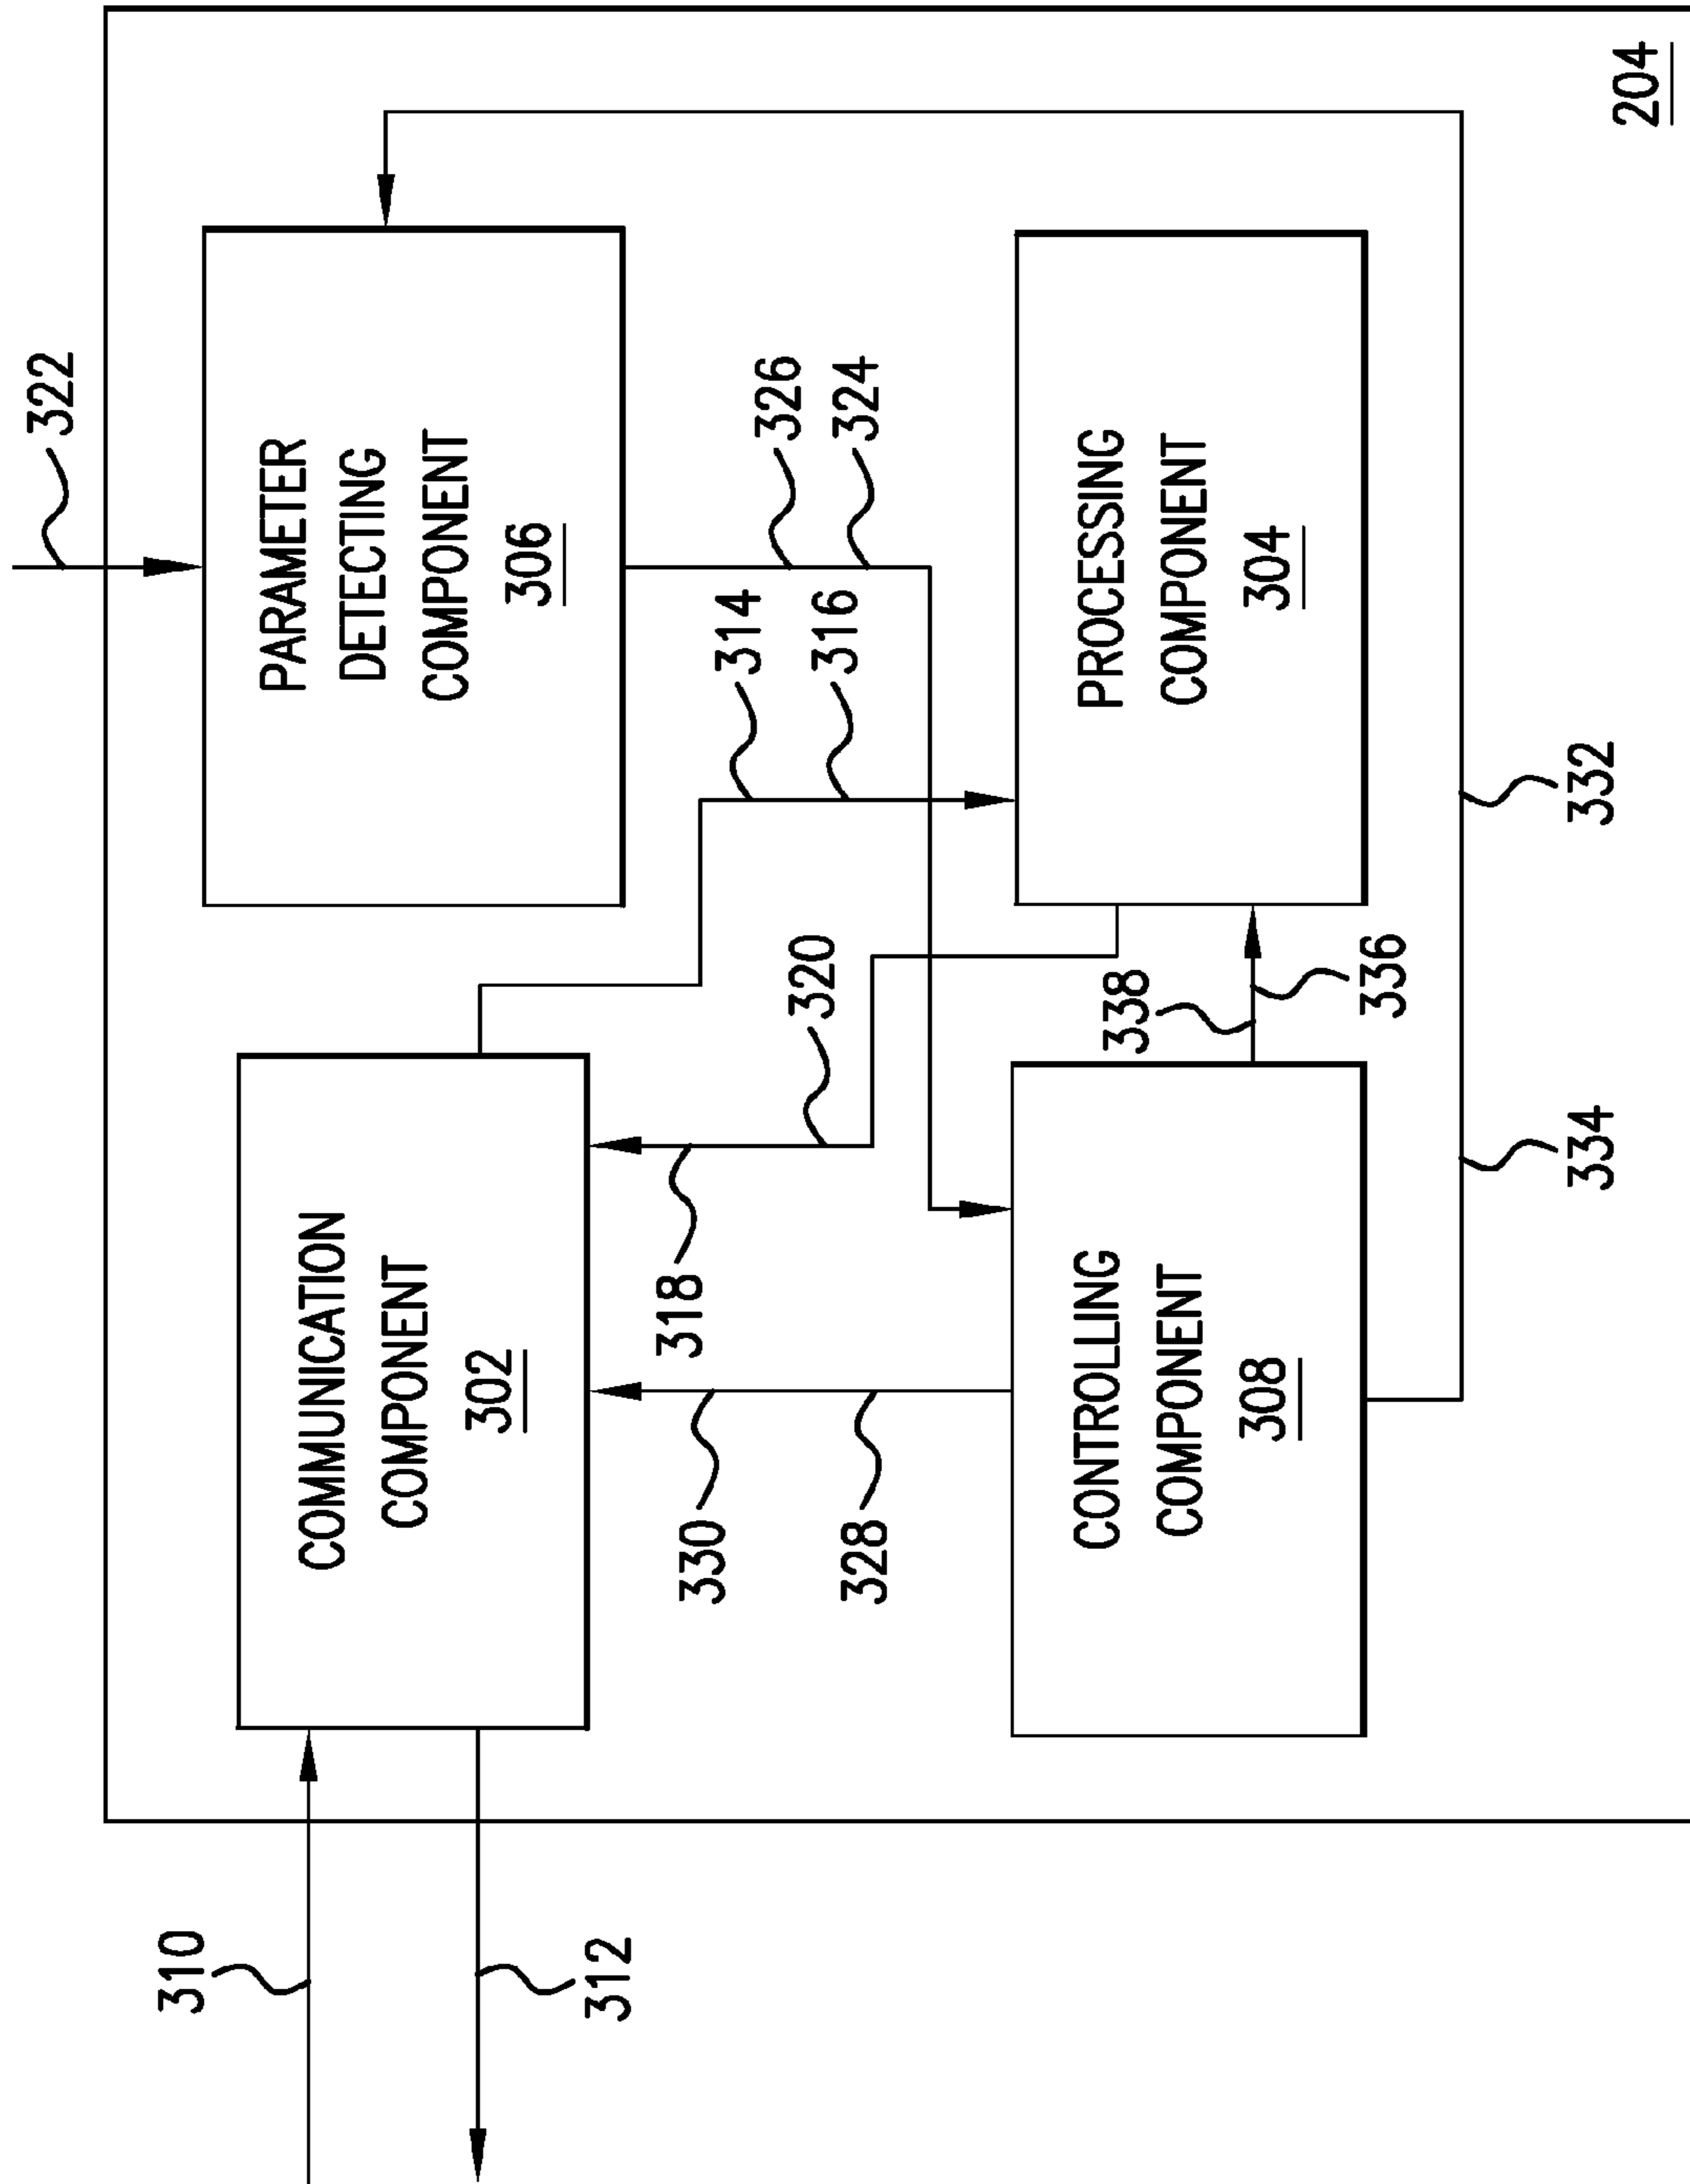 322
PARAMETER
DETECTING
COMPONENT
306
310
312
COMMUNICATION
COMPONENT
302
314
316
326
324
318
320
330
328
CONTROLLING
COMPONENT
308
338
336
PROCESSING
COMPONENT
304
334
332
204